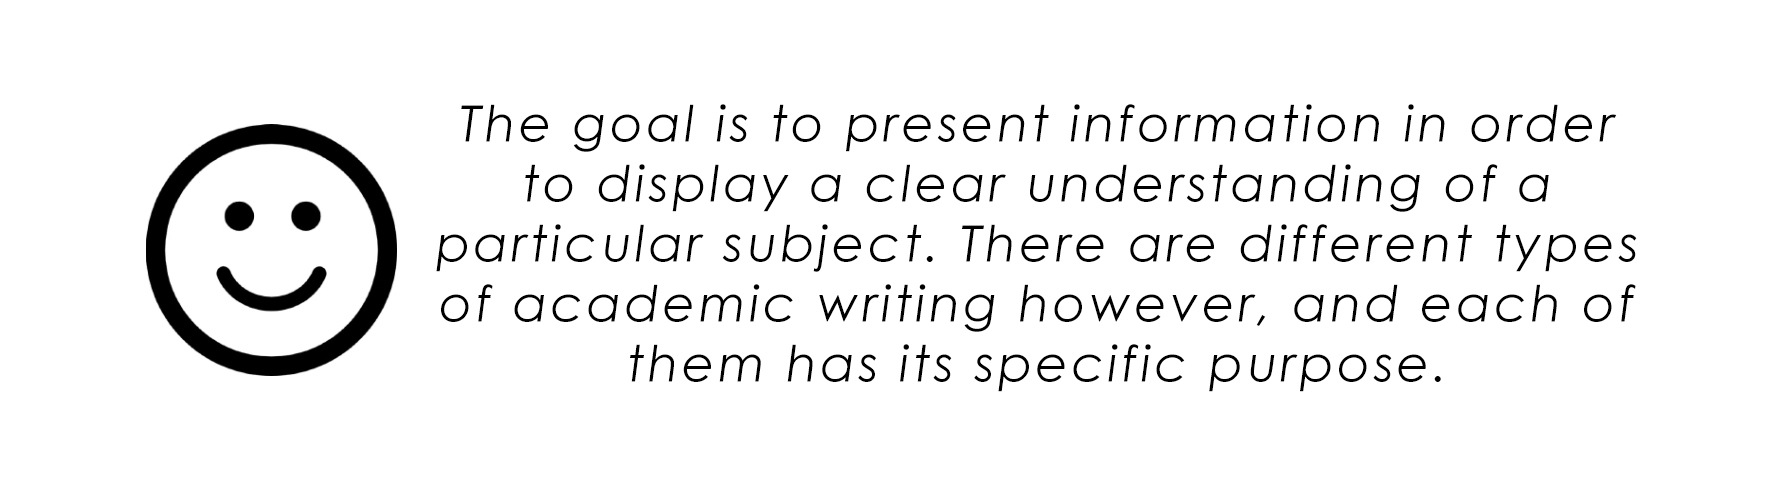 The goal is to present information in order
to display a clear understanding of a
particular subject. There are different types
of academic writing however, and each of
them has its specific purpose.